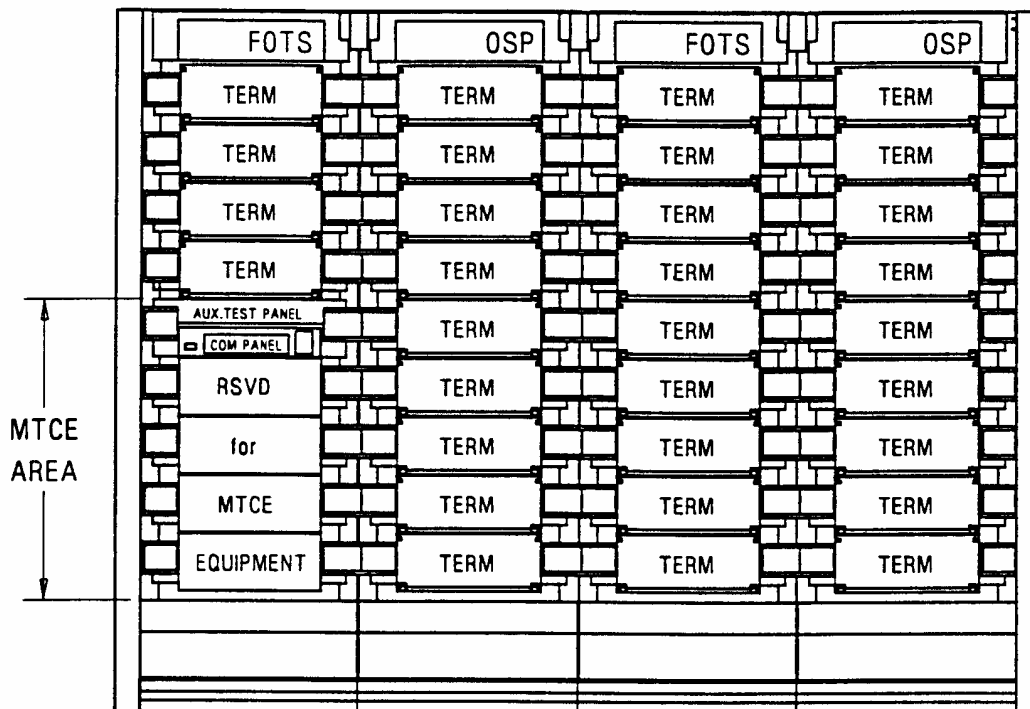 FOTS OSP FOTS OSP
TERM TERM TERM TERM
TERM TERM TERM TERM
TERM TERM TERM TERM
TERM TERM TERM TERM
AUX.TEST PANEL
COM PANEL
TERM TERM TERM
RSVD TERM TERM TERM
for TERM TERM TERM
MTCE TERM TERM TERM
EQUIPMENT TERM TERM TERM
MTCE
AREA